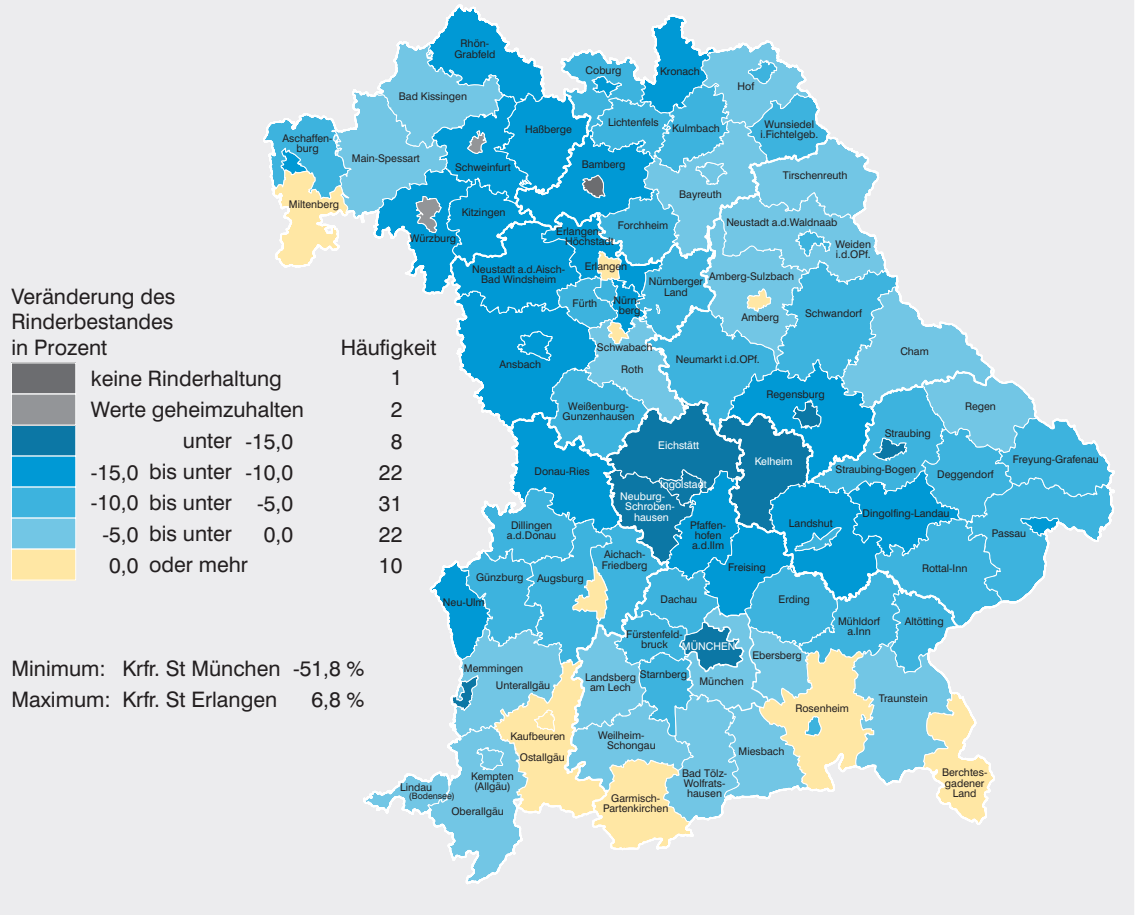 Veränderung des
Rinderbestandes
in Prozent
Häufigkeit
keine Rinderhaltung 1
Werte geheimzuhalten 2
unter -15,0 8
-15,0 bis unter -10,0 22
-10,0 bis unter -5,0 31
-5,0 bis unter 0,0 22
0,0 oder mehr 10
Minimum: Krfr. St München -51,8 %
Maximum: Krfr. St Erlangen 6,8 %
Rhön-
Grabfeld
Coburg
Kronach
Hof
Bad Kissingen
Lichtenfels
Kulmbach
Wunsiedel
i.Fichtelgeb.
Haßberge
Aschaffen-
burg
Main-Spessart
Schweinfurt
Bamberg
Tirschenreuth
Bayreuth
Miltenberg
Kitzingen
Würzburg
Forchheim
Erlangen-
Höchstadt
Neustadt a.d.Waldnaab
Weiden
i.d.OPf.
Erlangen
Neustadt a.d.Aisch-
Bad Windsheim
Nürnberger
Land
Amberg-Sulzbach
Amberg
Fürth
Nürn-
berg
Schwandorf
Schwabach
Roth
Ansbach
Neumarkt i.d.OPf.
Cham
Weißenburg-
Gunzenhausen
Regensburg
Regen
Eichstätt
Straubing
Kelheim
Straubing-Bogen
Freyung-Grafenau
Deggendorf
Donau-Ries
Ingolstadt
Neuburg-
Schroben-
hausen
Pfaffen-
hofen
a.d.Ilm
Landshut
Dingolfing-Landau
Passau
Dillingen
a.d.Donau
Aichach-
Friedberg
Freising
Rottal-Inn
Günzburg
Augsburg
Neu-Ulm
Dachau
Erding
Mühldorf
a.Inn
Altötting
Fürstenfeld-
bruck
MÜNCHEN
Ebersberg
München
Memmingen
Unterallgäu
Landsberg
am Lech
Starnberg
Rosenheim
Traunstein
Kaufbeuren
Ostallgäu
Weilheim-
Schongau
Miesbach
Bad Tölz-
Wolfrats-
hausen
Berchtes-
gadener
Land
Kempten
(Allgäu)
Lindau
(Bodensee)
Oberallgäu
Garmisch-
Partenkirchen